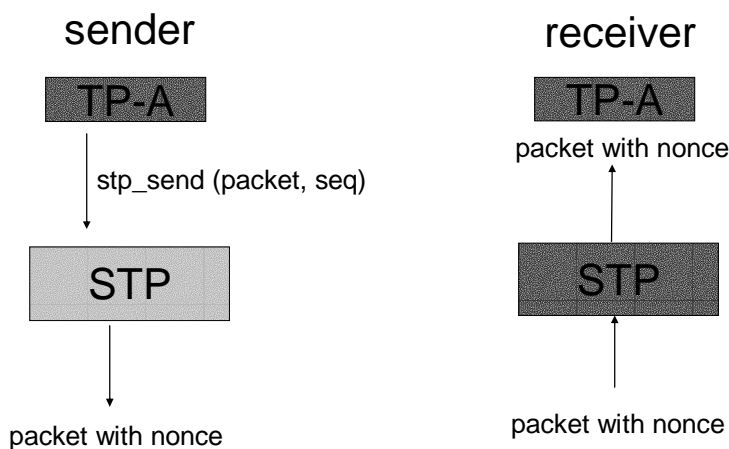 sender
receiver
TP-A
TP-A
packet with nonce
stp_send (packet, seq)
STP
STP
packet with nonce
packet with nonce